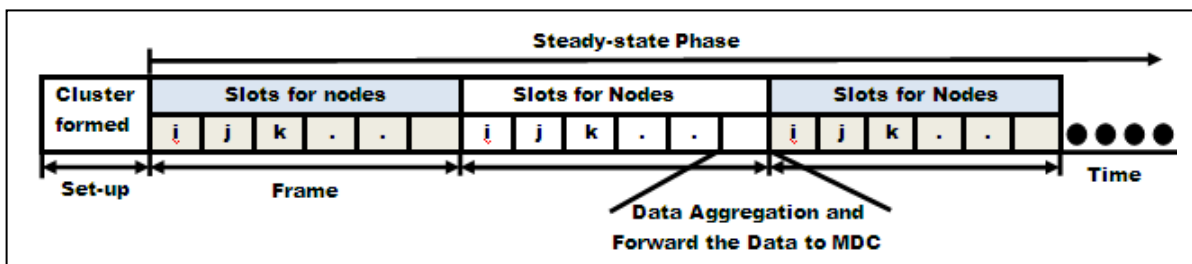 Steady-state Phase
Cluster formed
Slots for nodes
Slots for Nodes
Slots for Nodes
i j k . .
i j k . .
i j k . .
Set-up
Frame
Time
Data Aggregation and
Forward the Data to MDC